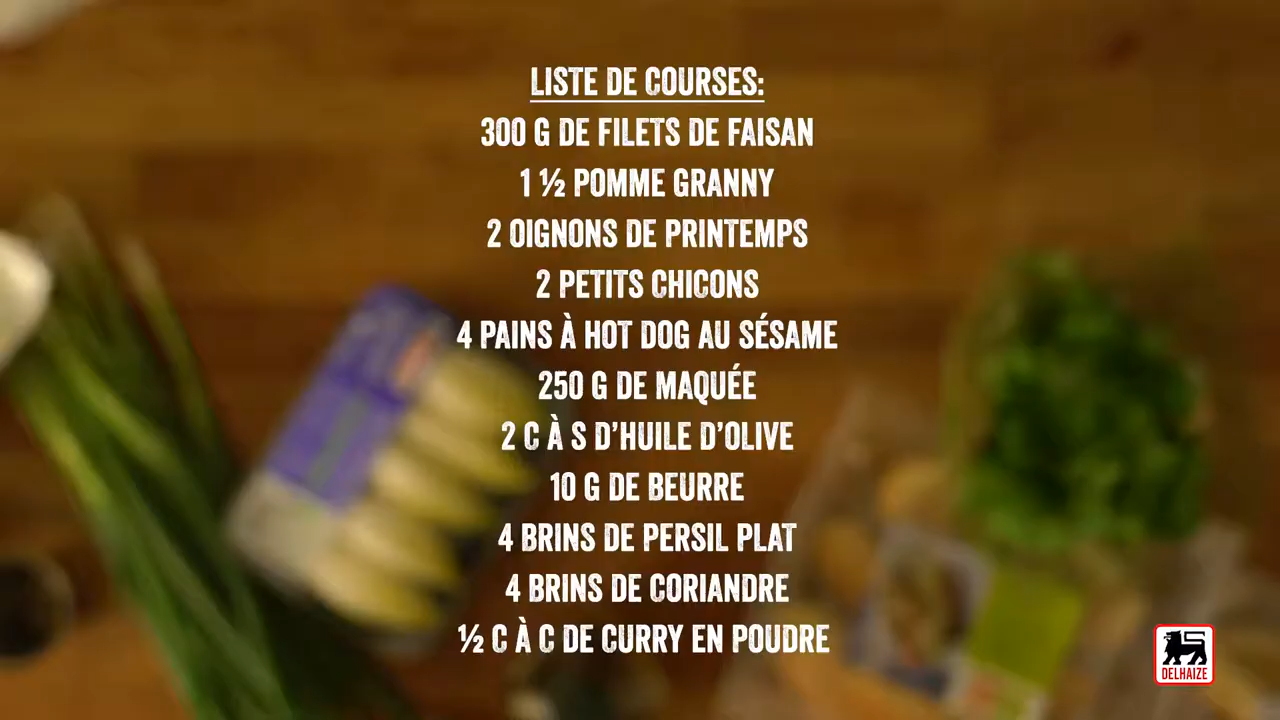 LISTE DE COURSES:
300 G DE FILETS DE FAISAN
1 ½ POMME GRANNY
2 OIGNONS DE PRINTEMPS
2 PETITS CHICONS
4 PAINS À HOT DOG AU SÉSAME
250 G DE MAQUÉE
2 C À S D'HUILE D'OLIVE
10 G DE BEURRE
4 BRINS DE PERSIL PLAT
4 BRINS DE CORIANDRE
½ C À C DE CURRY EN POUDRE
DELHAIZE